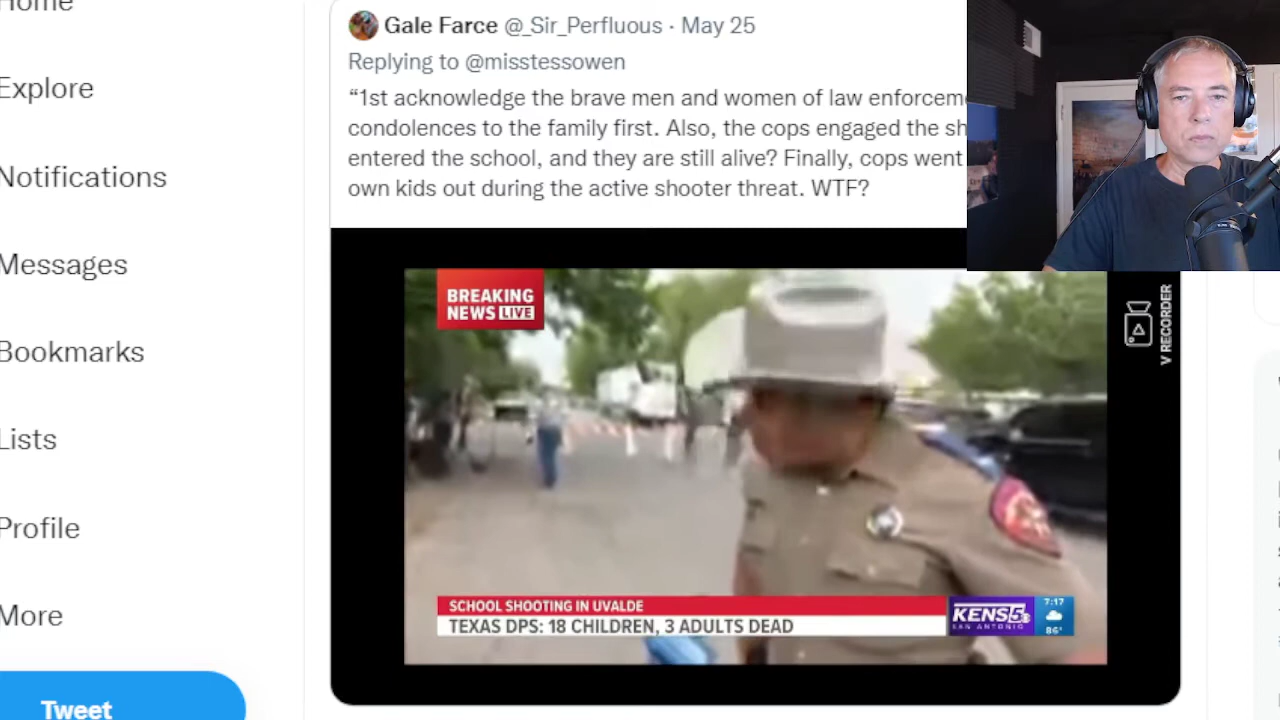 Home
Explore
Notifications
Messages
Bookmarks
Lists
Profile
More
Tweet
Gale Farce @_Sir_Perfluous · May 25
Replying to @misstessowen
“1st acknowledge the brave men and women of law enforcem
condolences to the family first. Also, the cops engaged the sh
entered the school, and they are still alive? Finally, cops went
own kids out during the active shooter threat. WTF?
BREAKING
NEWS LIVE
V RECORDER
SCHOOL SHOOTING IN UVALDE
TEXAS DPS: 18 CHILDREN, 3 ADULTS DEAD
KENS 5
SAN ANTONIO
7:17
86°